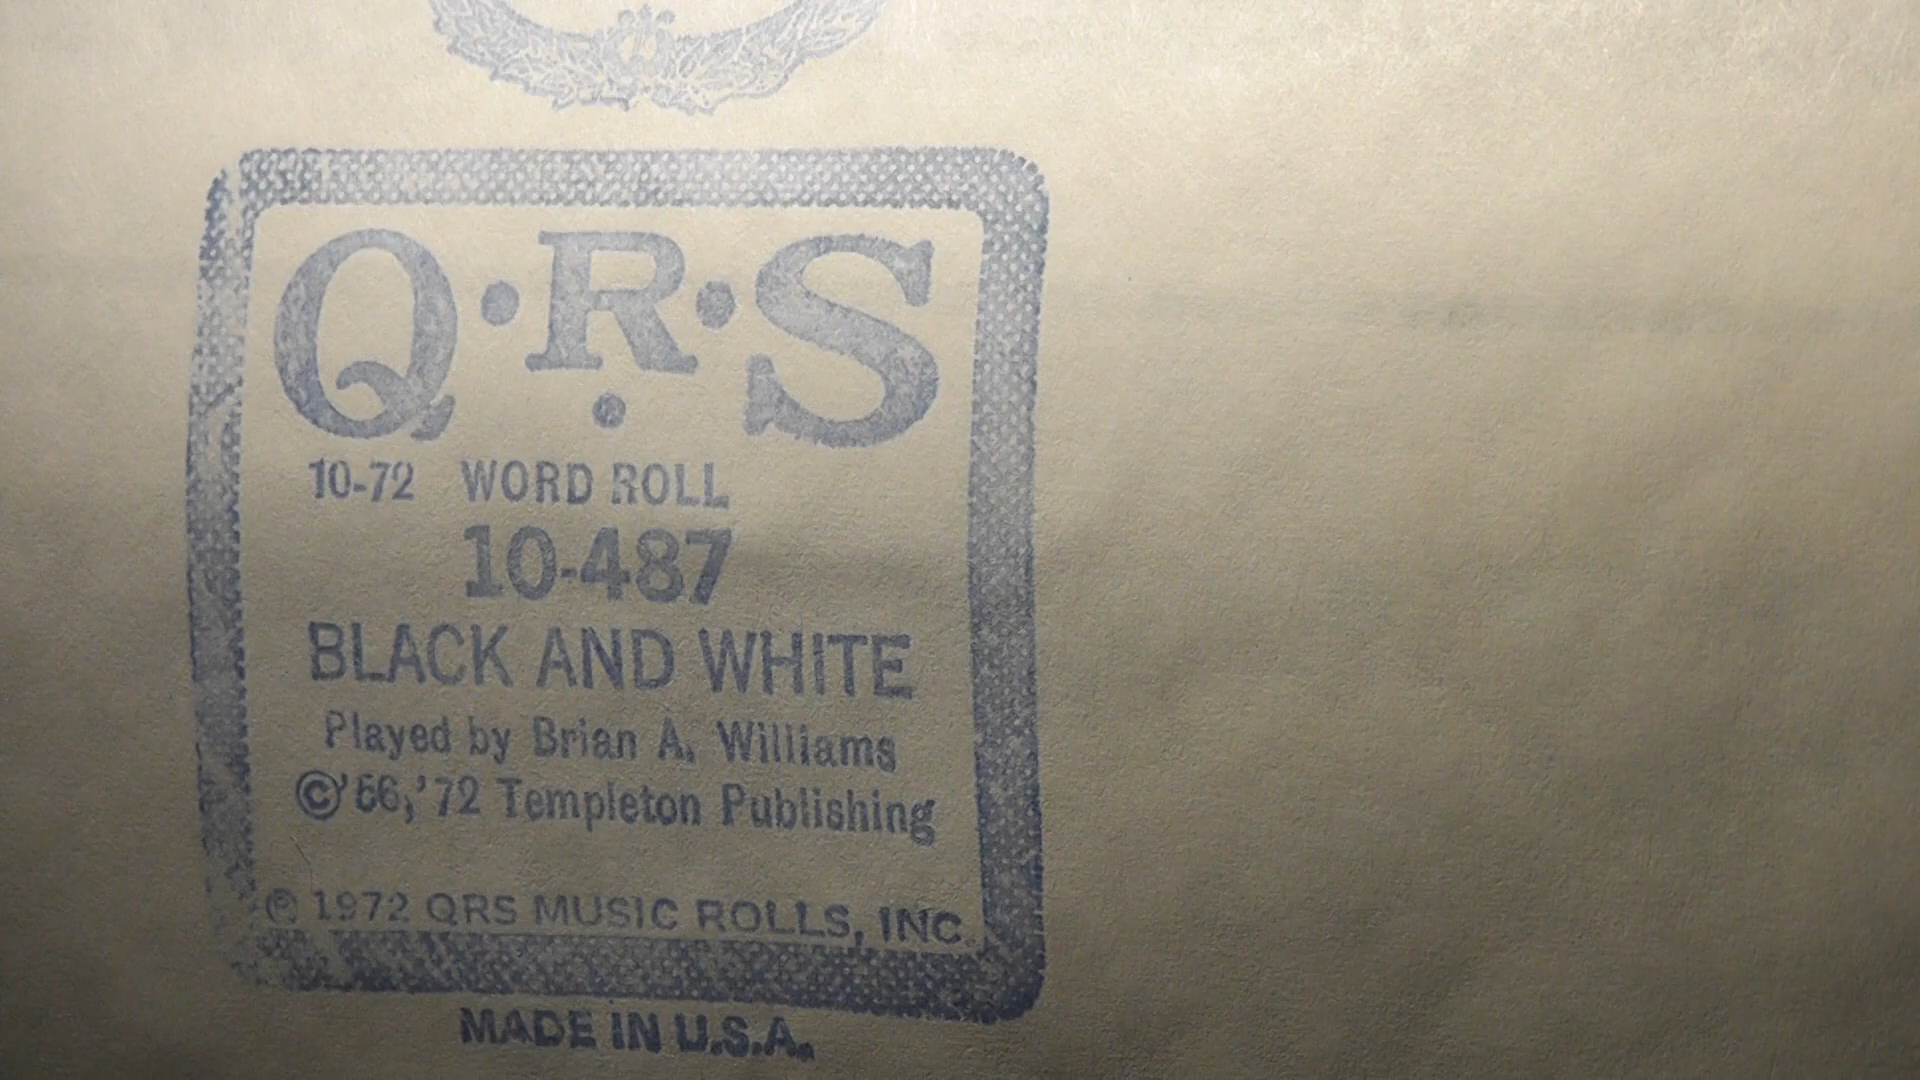 Q·R·S
10-72 WORD ROLL
10-487
BLACK AND WHITE
Played by Brian A. Williams
©'56,'72 Templeton Publishing
℗ 1972 QRS MUSIC ROLLS, INC.
MADE IN U.S.A.